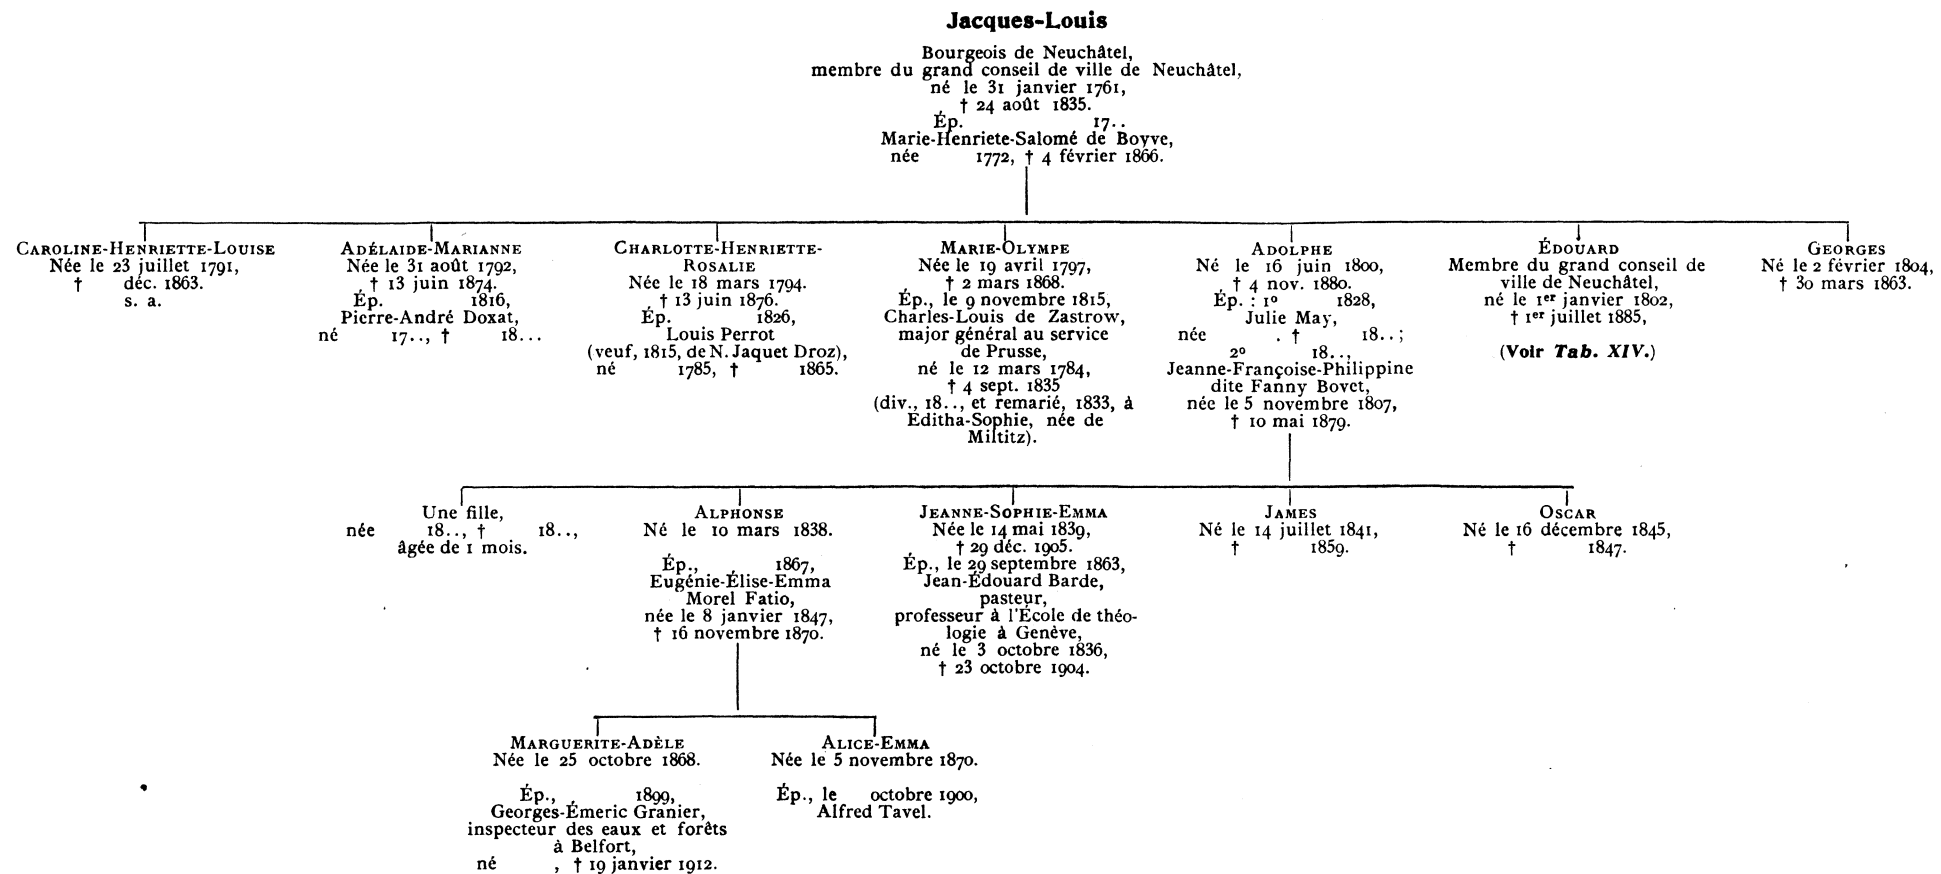 Jacques-Louis
Bourgeois de Neuchâtel,
membre du grand conseil de ville de Neuchâtel,
né le 31 janvier 1761,
† 24 août 1835.
Ép. 17..
Marie-Henriete-Salomé de Boyve,
née 1772, † 4 février 1866.
CAROLINE-HENRIETTE-LOUISE
Née le 23 juillet 1791,
† déc. 1863.
s. a.
ADÉLAIDE-MARIANNE
Née le 31 août 1792,
† 13 juin 1874.
Ép. 1816,
Pierre-André Doxat,
né 17.., † 18...
CHARLOTTE-HENRIETTE-
ROSALIE
Née le 18 mars 1794.
† 13 juin 1876.
Ép. 1826,
Louis Perrot
(veuf, 1815, de N. Jaquet Droz),
né 1785, † 1865.
MARIE-OLYMPE
Née le 19 avril 1797,
† 2 mars 1868.
Ép., le 9 novembre 1815,
Charles-Louis de Zastrow,
major général au service
de Prusse,
né le 12 mars 1784,
† 4 sept. 1835
(div., 18.., et remarié, 1833, à
Editha-Sophie, née de
Miltitz).
ADOLPHE
Né le 16 juin 1800,
† 4 nov. 1880.
Ép. : 1º 1828,
Julie May,
née . † 18..;
2º 18..,
Jeanne-Françoise-Philippine
dite Fanny Bovet,
née le 5 novembre 1807,
† 10 mai 1879.
ÉDOUARD
Membre du grand conseil de
ville de Neuchâtel,
né le 1er janvier 1802,
† 1er juillet 1885,
(Voir Tab. XIV.)
GEORGES
Né le 2 février 1804,
† 30 mars 1863.
Une fille,
née 18.., † 18..,
âgée de 1 mois.
ALPHONSE
Né le 10 mars 1838.
Ép., 1867,
Eugénie-Élise-Emma
Morel Fatio,
née le 8 janvier 1847,
† 16 novembre 1870.
JEANNE-SOPHIE-EMMA
Née le 14 mai 1839,
† 29 déc. 1905.
Ép., le 29 septembre 1863,
Jean-Édouard Barde,
pasteur,
professeur à l'École de théo-
logie à Genève,
né le 3 octobre 1836,
† 23 octobre 1904.
JAMES
Né le 14 juillet 1841,
† 1859.
OSCAR
Né le 16 décembre 1845,
† 1847.
MARGUERITE-ADÈLE
Née le 25 octobre 1868.
Ép., 1899,
Georges-Émeric Granier,
inspecteur des eaux et forêts
à Belfort,
né , † 19 janvier 1912.
ALICE-EMMA
Née le 5 novembre 1870.
Ép., le octobre 1900,
Alfred Tavel.